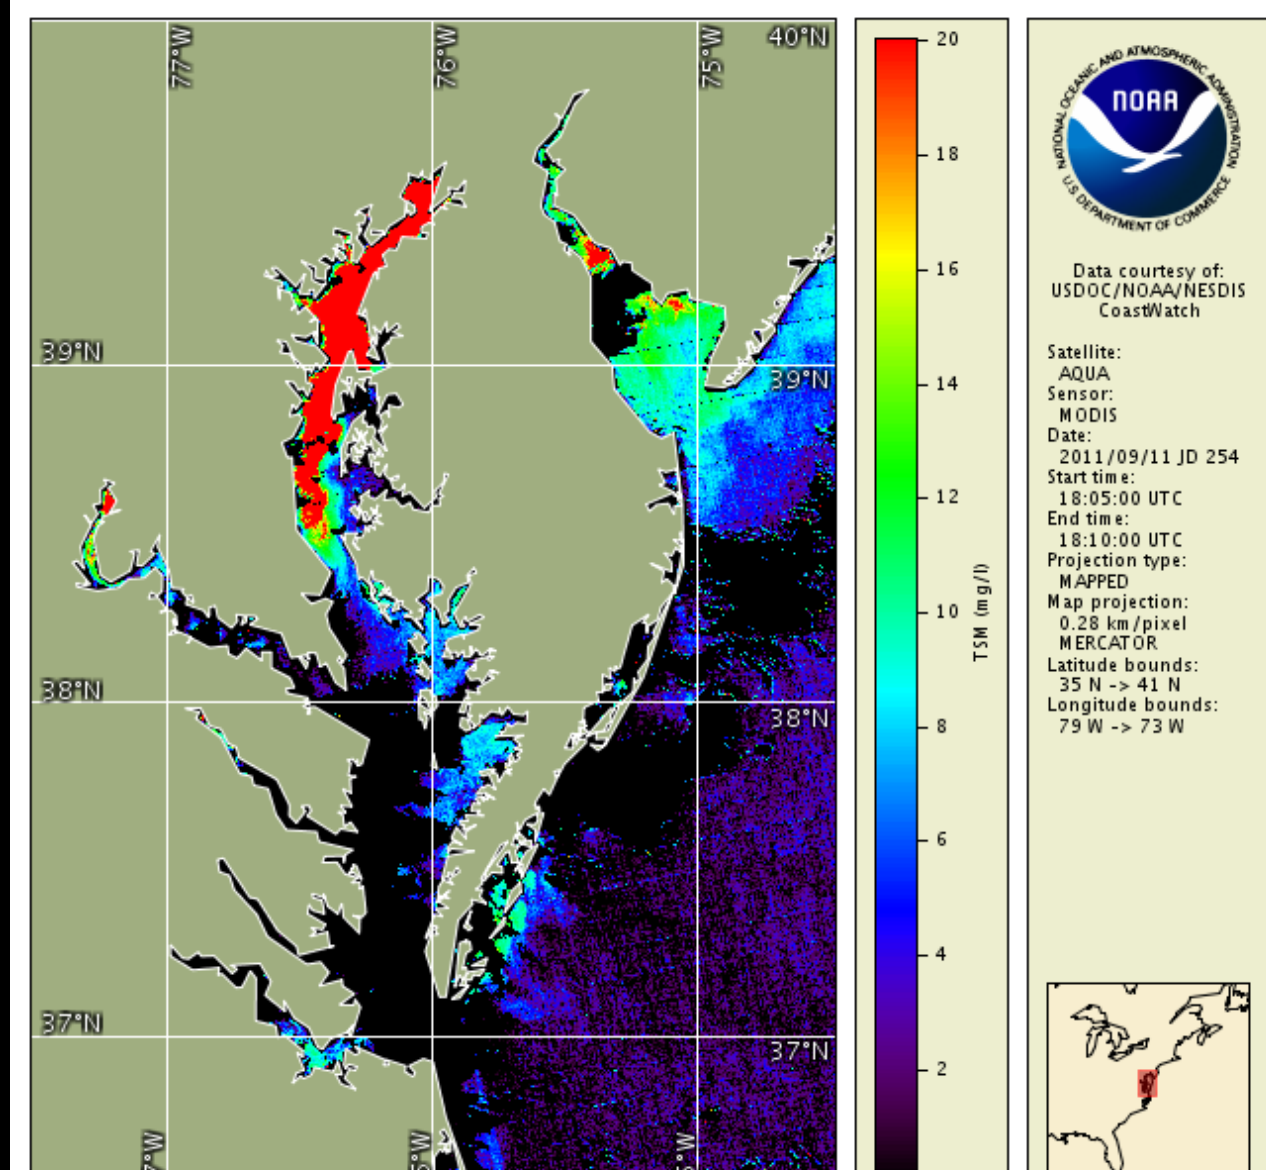 77°W
76°W
75°W
40°N
39°N
39°N
38°N
38°N
37°N
37°N
7°W
6°W
°W
20
18
16
14
12
10
8
6
4
2
TSM (mg/l)
NATIONAL OCEANIC AND ATMOSPHERIC ADMINISTRATION
NOAA
U.S. DEPARTMENT OF COMMERCE
Data courtesy of:
USDOC/NOAA/NESDIS
CoastWatch
Satellite:
AQUA
Sensor:
MODIS
Date:
2011/09/11 JD 254
Start time:
18:05:00 UTC
End time:
18:10:00 UTC
Projection type:
MAPPED
Map projection:
0.28 km/pixel
MERCATOR
Latitude bounds:
35 N -> 41 N
Longitude bounds:
79 W -> 73 W